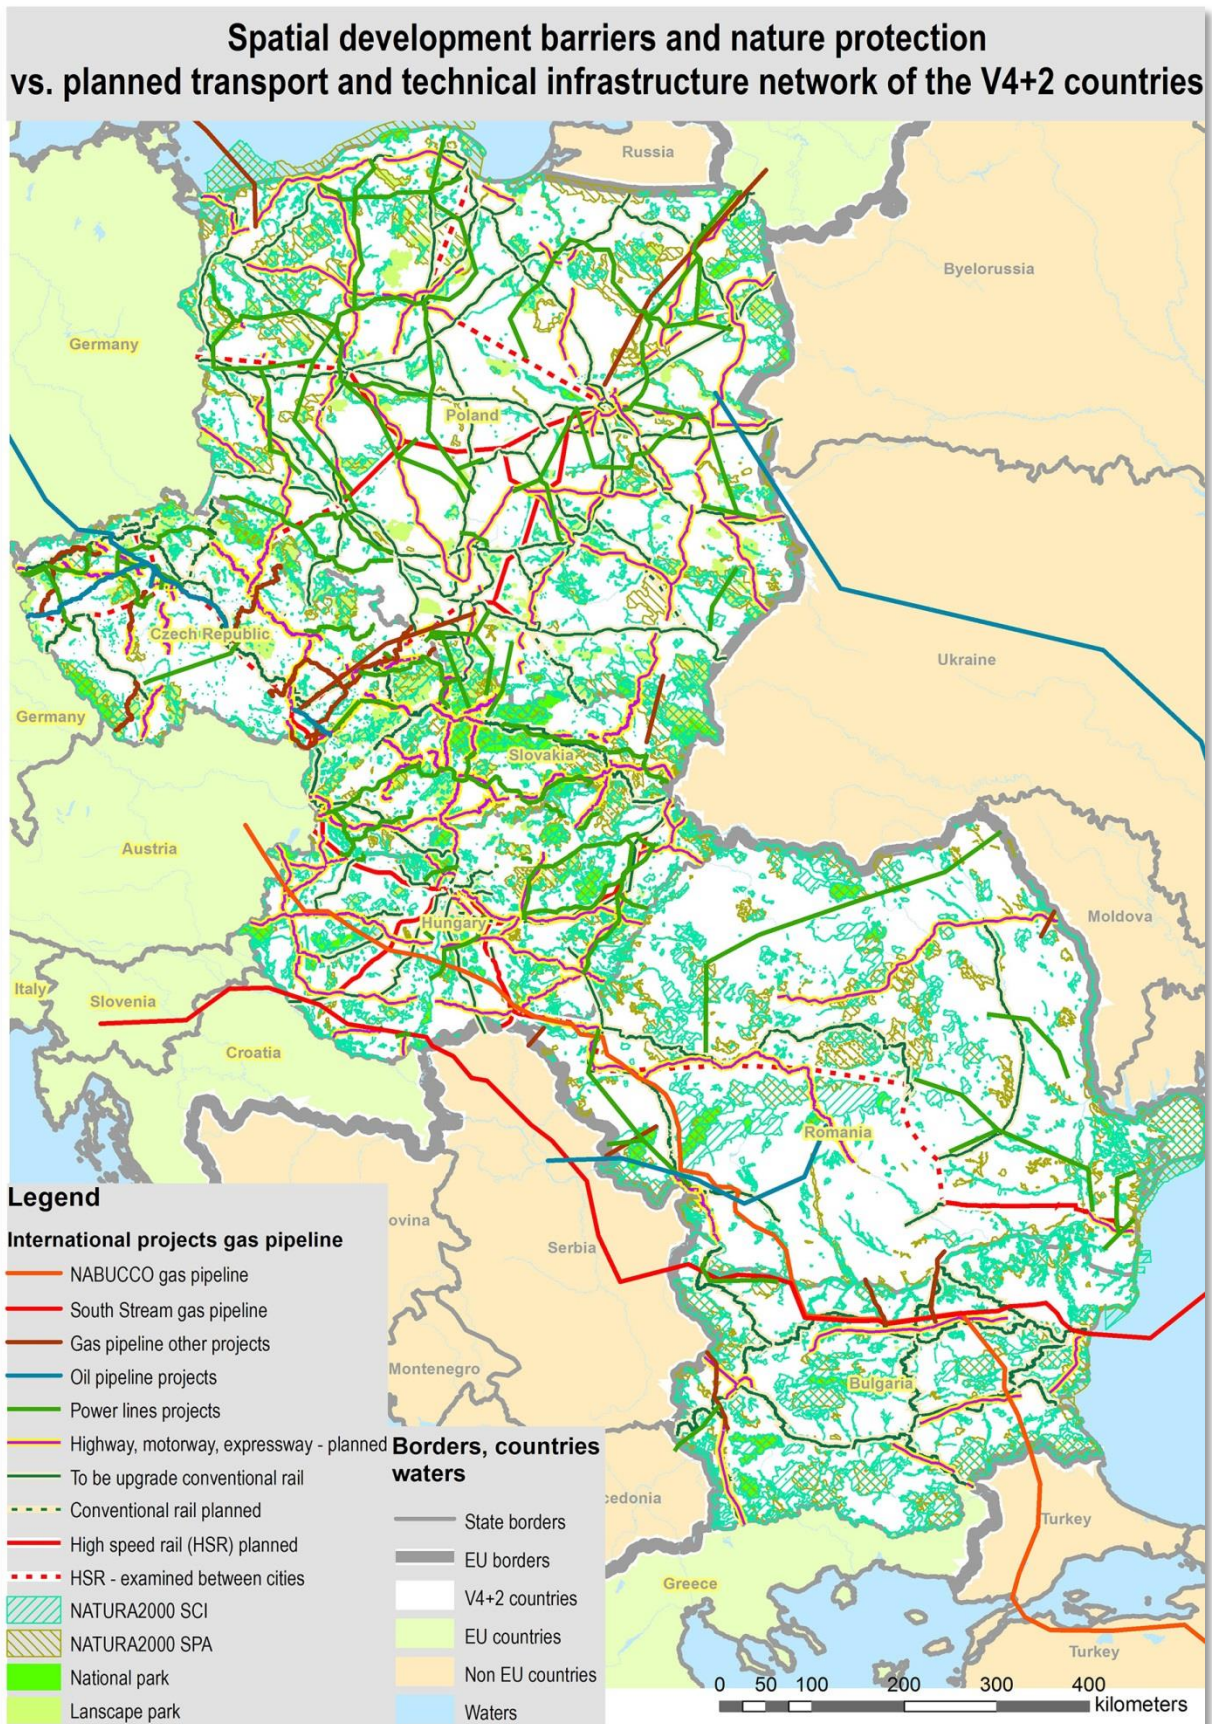 Spatial development barriers and nature protection
vs. planned transport and technical infrastructure network of the V4+2 countries
Russia
Byelorussia
Germany
Poland
Czech Republic
Ukraine
Germany
Slovakia
Austria
Moldova
Hungary
Italy
Slovenia
Croatia
Romania
ovina
Serbia
Montenegro
Bulgaria
cedonia
Turkey
Greece
Turkey
Legend
International projects gas pipeline
NABUCCO gas pipeline
South Stream gas pipeline
Gas pipeline other projects
Oil pipeline projects
Power lines projects
Highway, motorway, expressway - planned
To be upgrade conventional rail
Conventional rail planned
High speed rail (HSR) planned
HSR - examined between cities
NATURA2000 SCI
NATURA2000 SPA
National park
Lanscape park
Borders, countries
waters
State borders
EU borders
V4+2 countries
EU countries
Non EU countries
Waters
0 50 100 200 300 400
kilometers